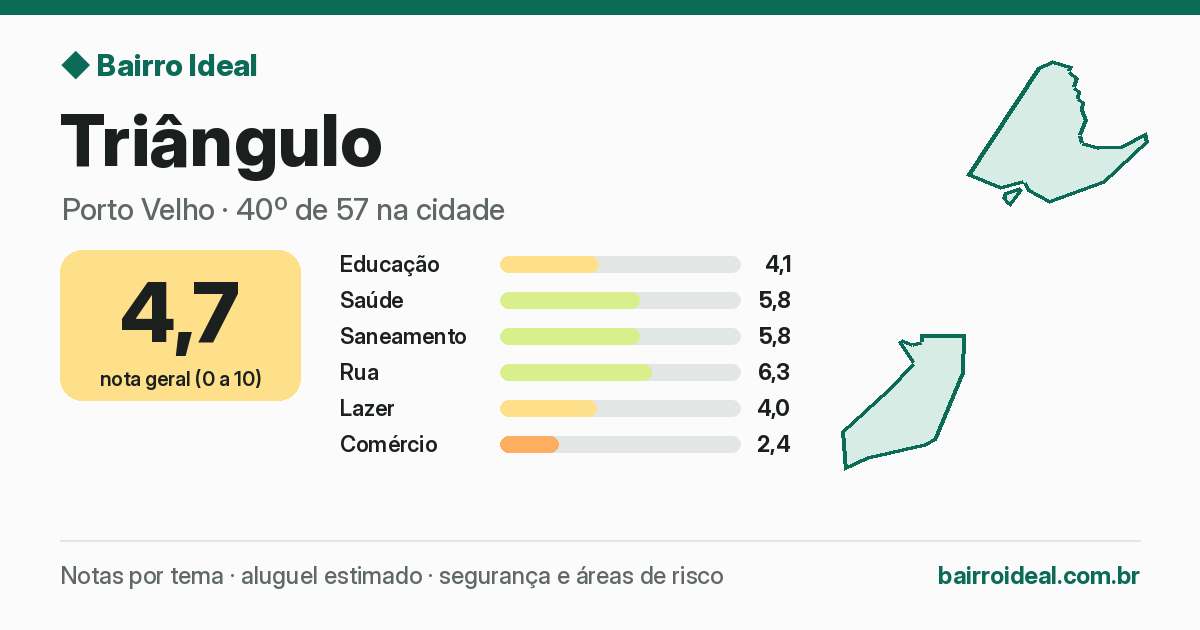 Bairro Ideal
Triângulo
Porto Velho · 40º de 57 na cidade
4,7
nota geral (0 a 10)
Educação 4,1
Saúde 5,8
Saneamento 5,8
Rua 6,3
Lazer 4,0
Comércio 2,4
Notas por tema · aluguel estimado · segurança e áreas de risco
bairroideal.com.br